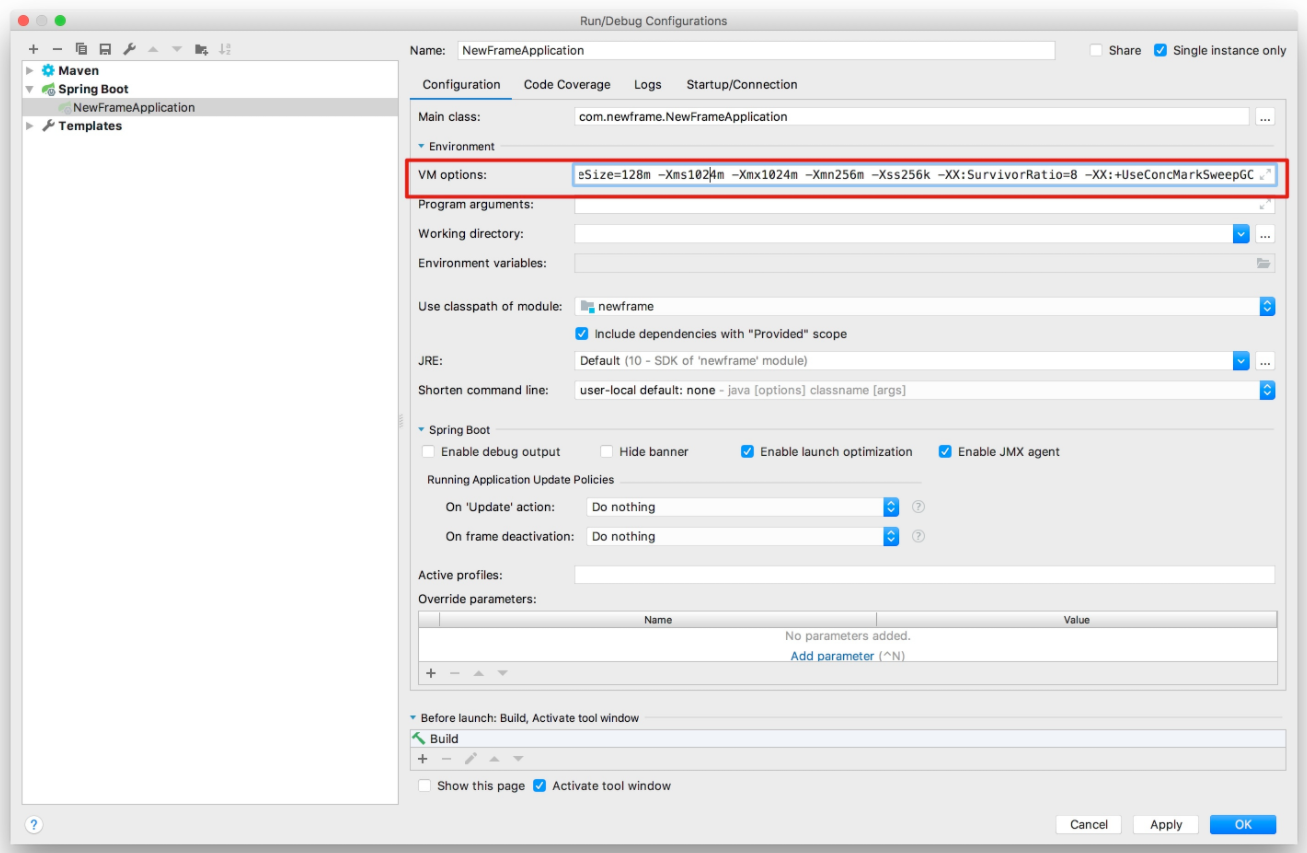 Run/Debug Configurations
Maven
Spring Boot
NewFrameApplication
Templates
Name: NewFrameApplication
Share Single instance only
Configuration Code Coverage Logs Startup/Connection
Main class: com.newframe.NewFrameApplication ...
Environment
VM options: eSize=128m -Xms1024m -Xmx1024m -Xmn256m -Xss256k -XX:SurvivorRatio=8 -XX:+UseConcMarkSweepGC
Program arguments:
Working directory: ...
Environment variables:
Use classpath of module: newframe
Include dependencies with "Provided" scope
JRE: Default (10 - SDK of 'newframe' module) ...
Shorten command line: user-local default: none - java [options] classname [args]
Spring Boot
Enable debug output Hide banner Enable launch optimization Enable JMX agent
Running Application Update Policies
On 'Update' action: Do nothing ?
On frame deactivation: Do nothing ?
Active profiles:
Override parameters:
Name Value
No parameters added.
Add parameter (^N)
Before launch: Build, Activate tool window
Build
Show this page Activate tool window
? Cancel Apply OK